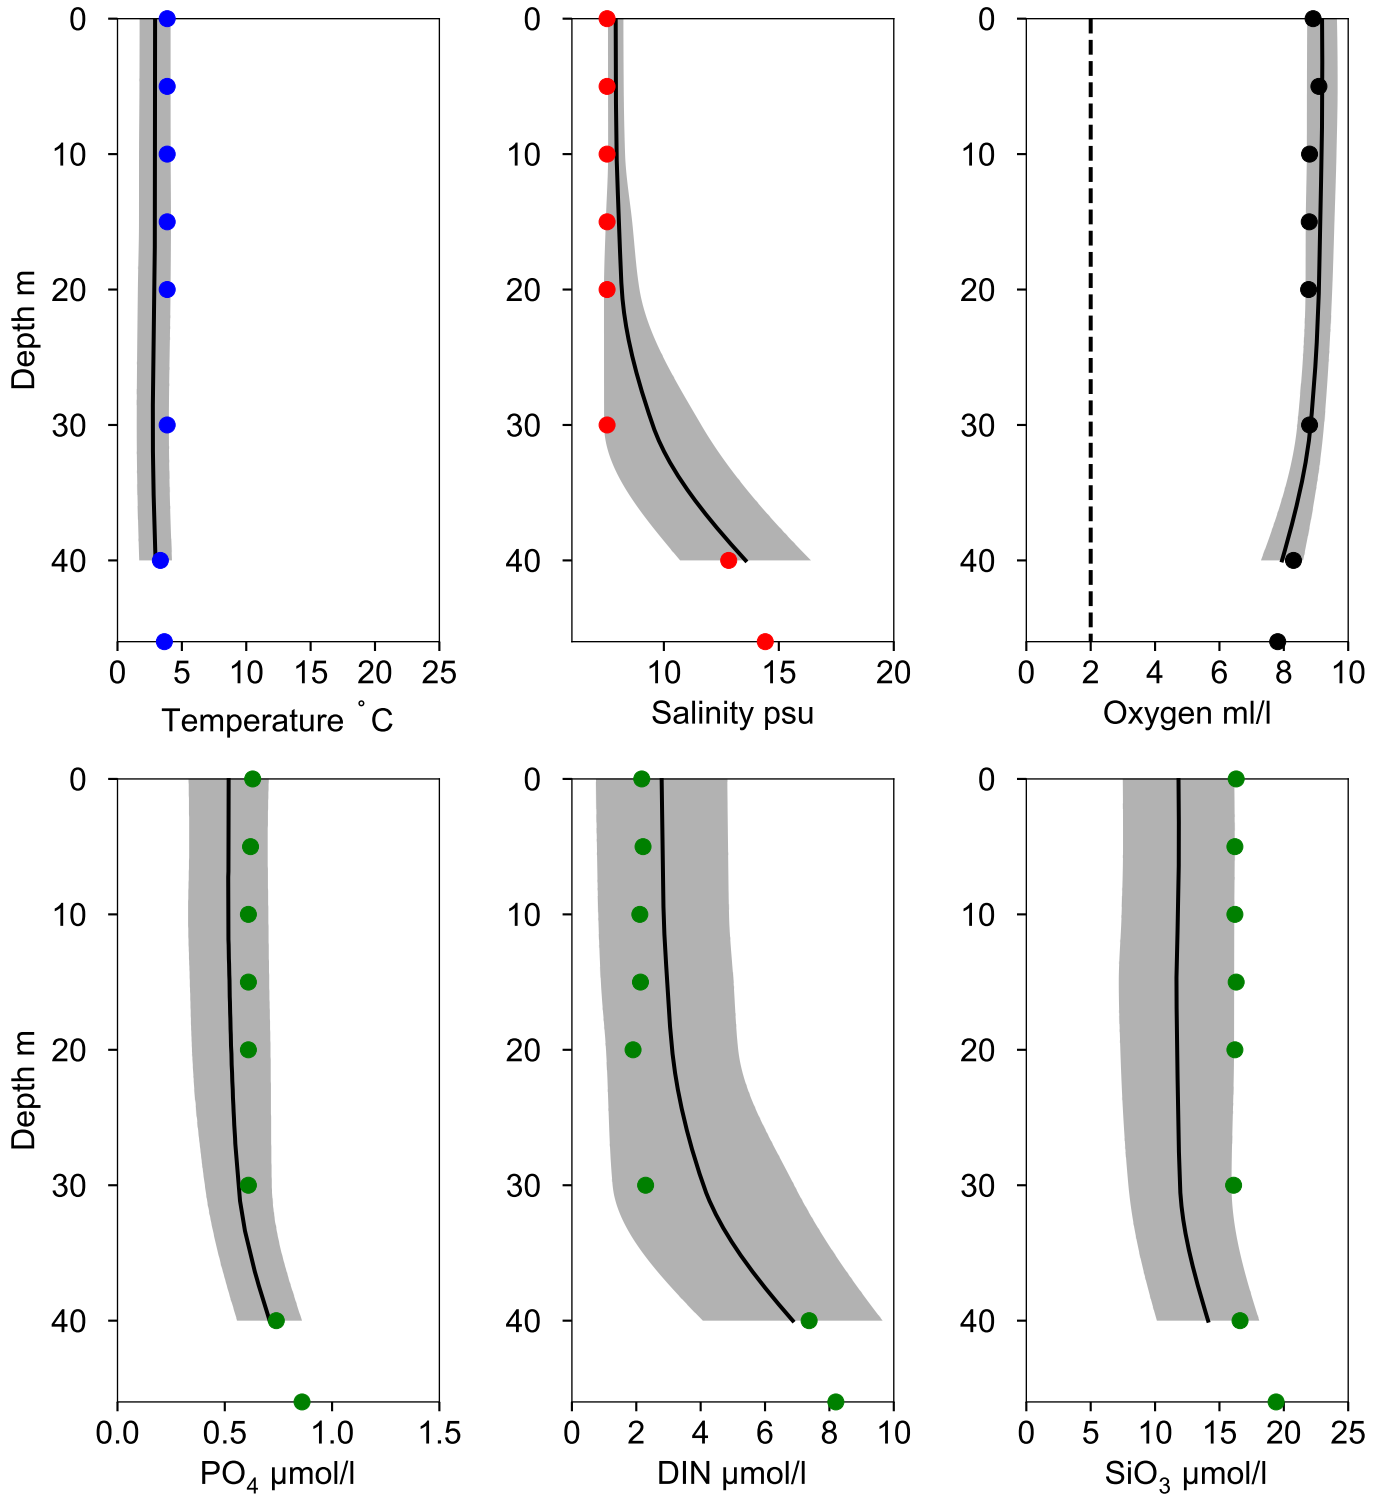 0
10
20
30
40
Depth m
0 5 10 15 20 25
Temperature °C
0
10
20
30
40
10 15 20
Salinity psu
0
10
20
30
40
0 2 4 6 8 10
Oxygen ml/l
0
10
20
30
40
Depth m
0.0 0.5 1.0 1.5
PO₄ µmol/l
0
10
20
30
40
0 2 4 6 8 10
DIN µmol/l
0
10
20
30
40
0 5 10 15 20 25
SiO₃ µmol/l